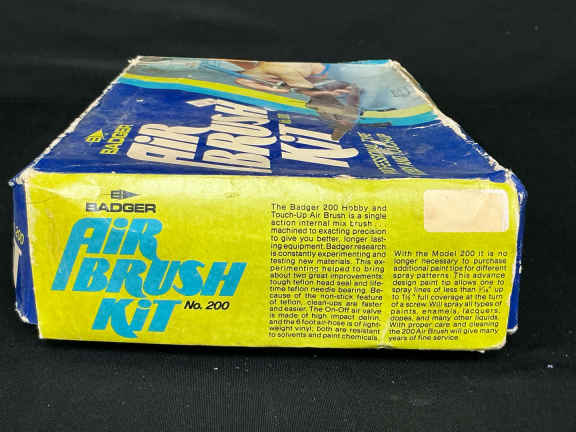 BADGER
AIR
BRUSH
KIT
BADGER
AIR
BRUSH
KIT
No. 200
The Badger 200 Hobby and
Touch-Up Air Brush is a single
action internal mix brush...
machined to exacting precision
to give you better, longer last-
ing equipment. Badger research
is constantly experimenting and
testing new materials. This ex-
perimenting helped to bring
about two great improvements:
tough teflon head seal and life-
time teflon needle bearing. Be-
cause of the non-stick feature
of teflon, clean-ups are faster
and easier. The On-Off air valve
is made of high impact delrin,
and the 6 foot air-hose is of light-
weight vinyl; both are resistant
to solvents and paint chemicals.
With the Model 200 it is no
longer necessary to purchase
additional paint tips for different
spray patterns. This advance
design paint tip allows one to
spray lines of less than 1/16" up
to 1½" full coverage at the turn
of a screw. Will spray all types of
paints, enamels, lacquers,
dopes, and many other liquids.
With proper care and cleaning
the 200 Air Brush will give many
years of fine service.